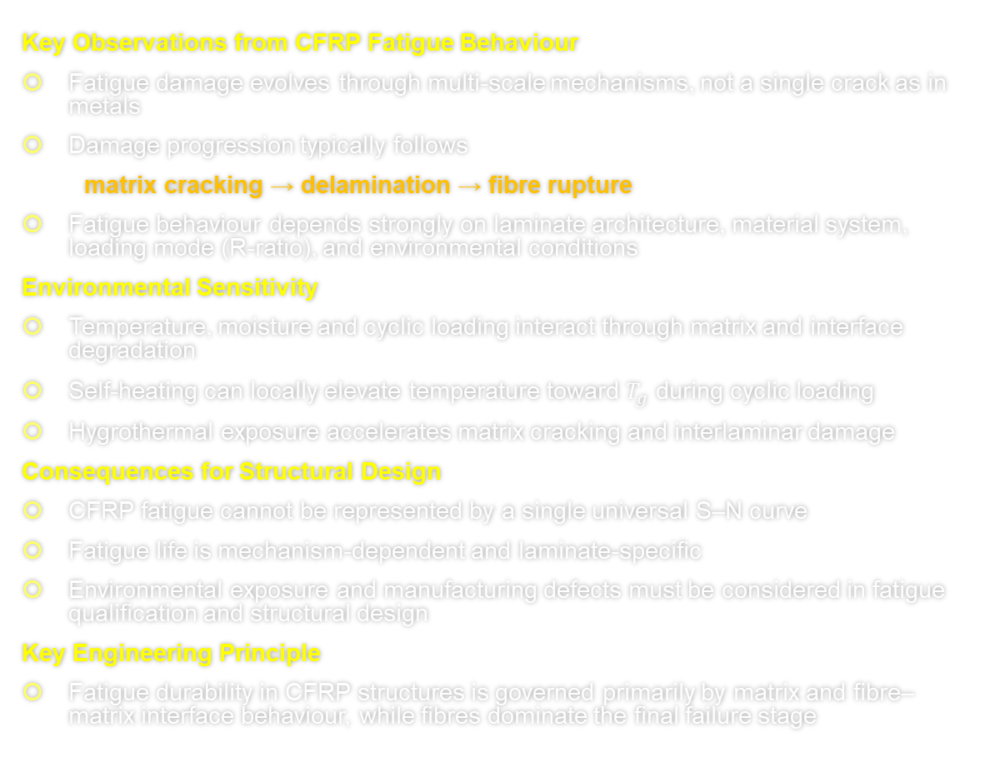 Key Observations from CFRP Fatigue Behaviour
Fatigue damage evolves through multi-scale mechanisms, not a single crack as in
metals
Damage progression typically follows
matrix cracking → delamination → fibre rupture
Fatigue behaviour depends strongly on laminate architecture, material system,
loading mode (R-ratio), and environmental conditions
Environmental Sensitivity
Temperature, moisture and cyclic loading interact through matrix and interface
degradation
Self-heating can locally elevate temperature toward T_g during cyclic loading
Hygrothermal exposure accelerates matrix cracking and interlaminar damage
Consequences for Structural Design
CFRP fatigue cannot be represented by a single universal S–N curve
Fatigue life is mechanism-dependent and laminate-specific
Environmental exposure and manufacturing defects must be considered in fatigue
qualification and structural design
Key Engineering Principle
Fatigue durability in CFRP structures is governed primarily by matrix and fibre–
matrix interface behaviour, while fibres dominate the final failure stage